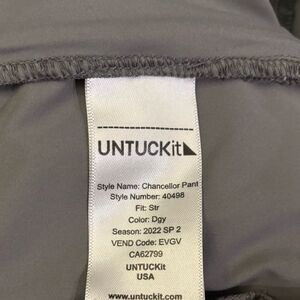 UNTUCKit
Style Name: Chancellor Pant
Style Number: 40498
Fit: Str
Color: Dgy
Season: 2022 SP 2
VEND Code: EVGV
CA62799
UNTUCKit
USA
www.untuckit.com